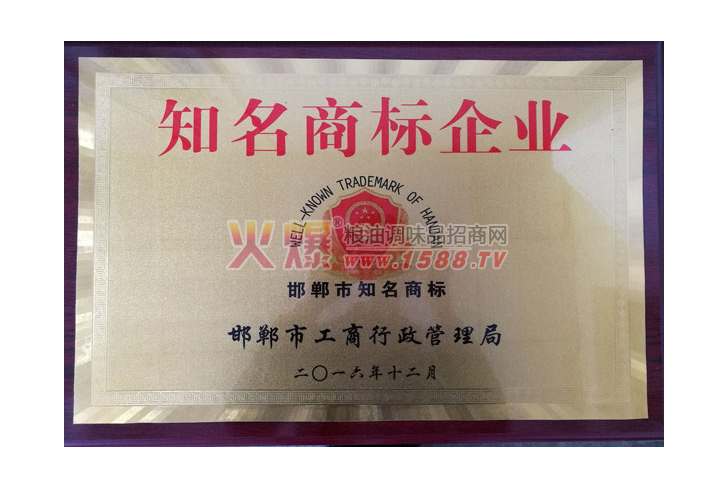 知名商标企业
WELL-KNOWN TRADEMARK OF HANDAN
火爆®粮油调味品招商网
www.1588.TV
邯郸市知名商标
邯郸市工商行政管理局
二〇一六年十二月